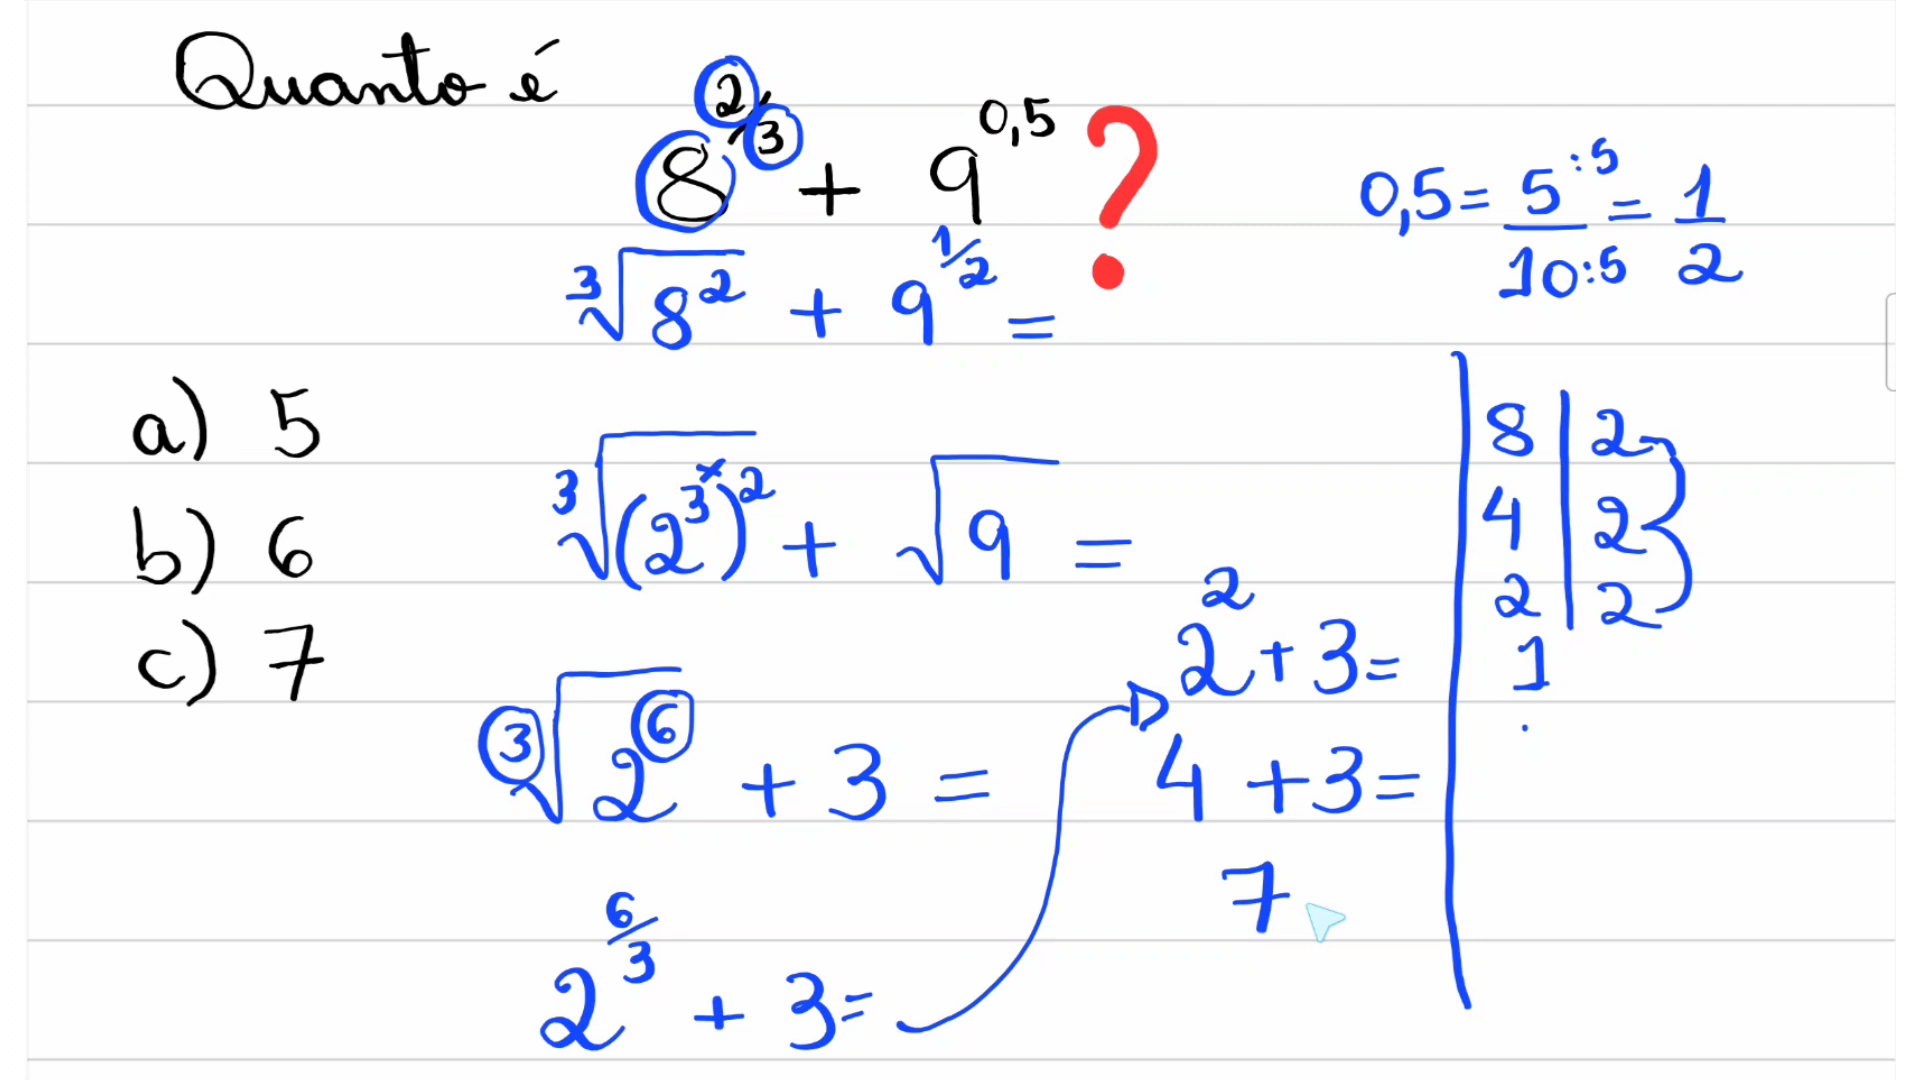 Quanto é
8^{2/3} + 9^{0,5} ?
0,5 = 5:5/10:5 = 1/2
∛(8²) + 9^{1/2} =
a) 5
b) 6
c) 7
∛((2³)ˣ²) + √9 =
∛(2⁶) + 3 =
2^{6/3} + 3 =
2² + 3 =
4 + 3 =
7
8 | 2
4 | 2
2 | 2
1